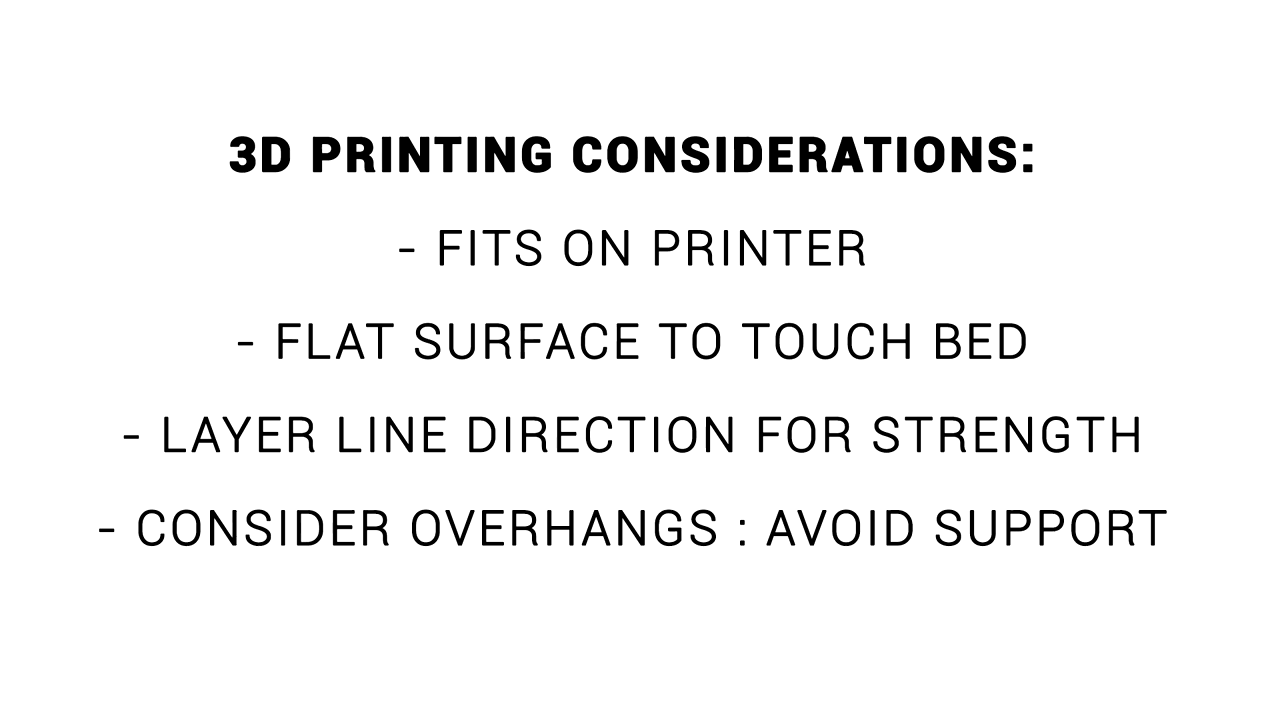 3D PRINTING CONSIDERATIONS:
- FITS ON PRINTER
- FLAT SURFACE TO TOUCH BED
- LAYER LINE DIRECTION FOR STRENGTH
- CONSIDER OVERHANGS : AVOID SUPPORT